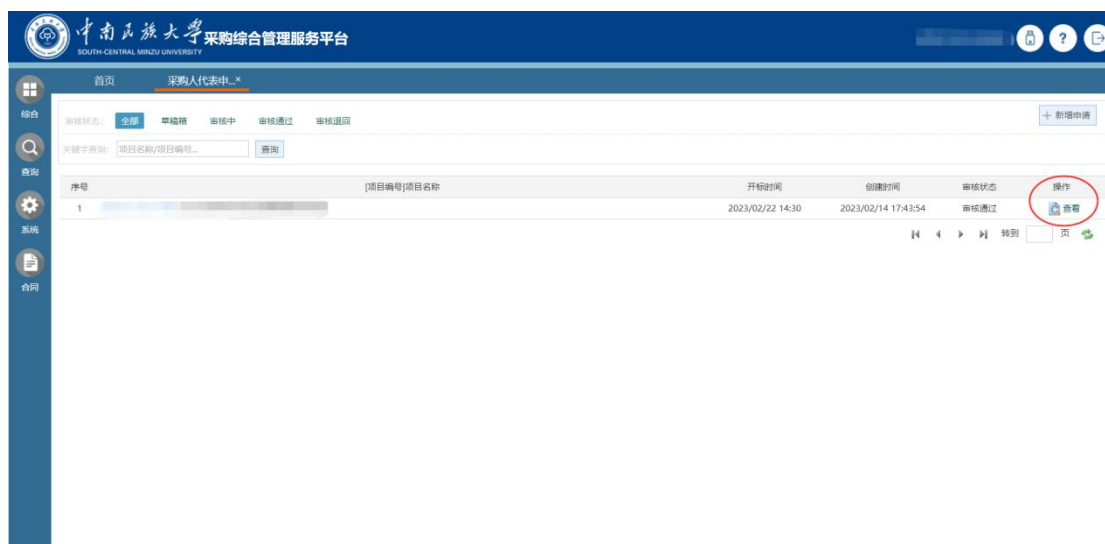 中南民族大学采购综合管理服务平台
SOUTH-CENTRAL MINZU UNIVERSITY
首页 采购人代表申...×
综合
查询
系统
合同
审核状态: 全部 草稿箱 审核中 审核通过 审核退回
+ 新增申请
关键字查询: 项目名称/项目编号... 查询
序号 [项目编号]项目名称 开标时间 创建时间 审核状态 操作
1 2023/02/22 14:30 2023/02/14 17:43:54 审核通过 查看
转到 页